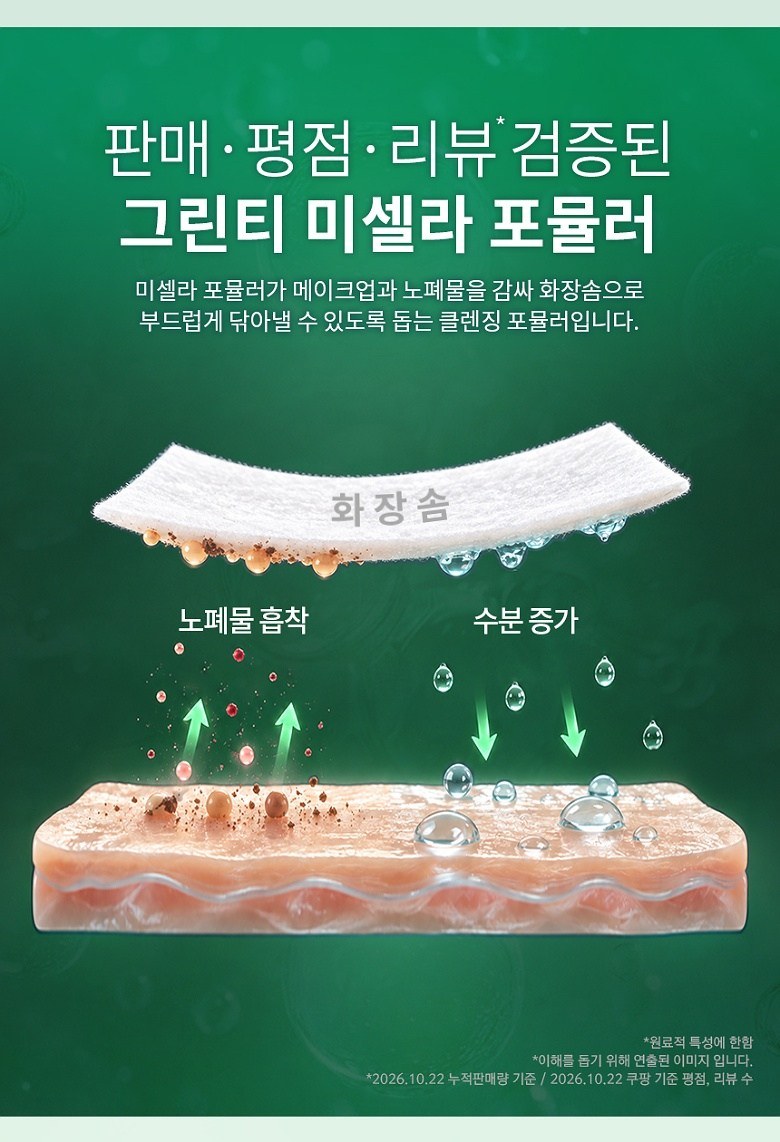 판매·평점·리뷰*검증된
그린티 미셀라 포뮬러
미셀라 포뮬러가 메이크업과 노폐물을 감싸 화장솜으로
부드럽게 닦아낼 수 있도록 돕는 클렌징 포뮬러입니다.
화장솜
노폐물 흡착
수분 증가
*원료적 특성에 한함
*이해를 돕기 위해 연출된 이미지 입니다.
*2026.10.22 누적판매량 기준 / 2026.10.22 쿠팡 기준 평점, 리뷰 수